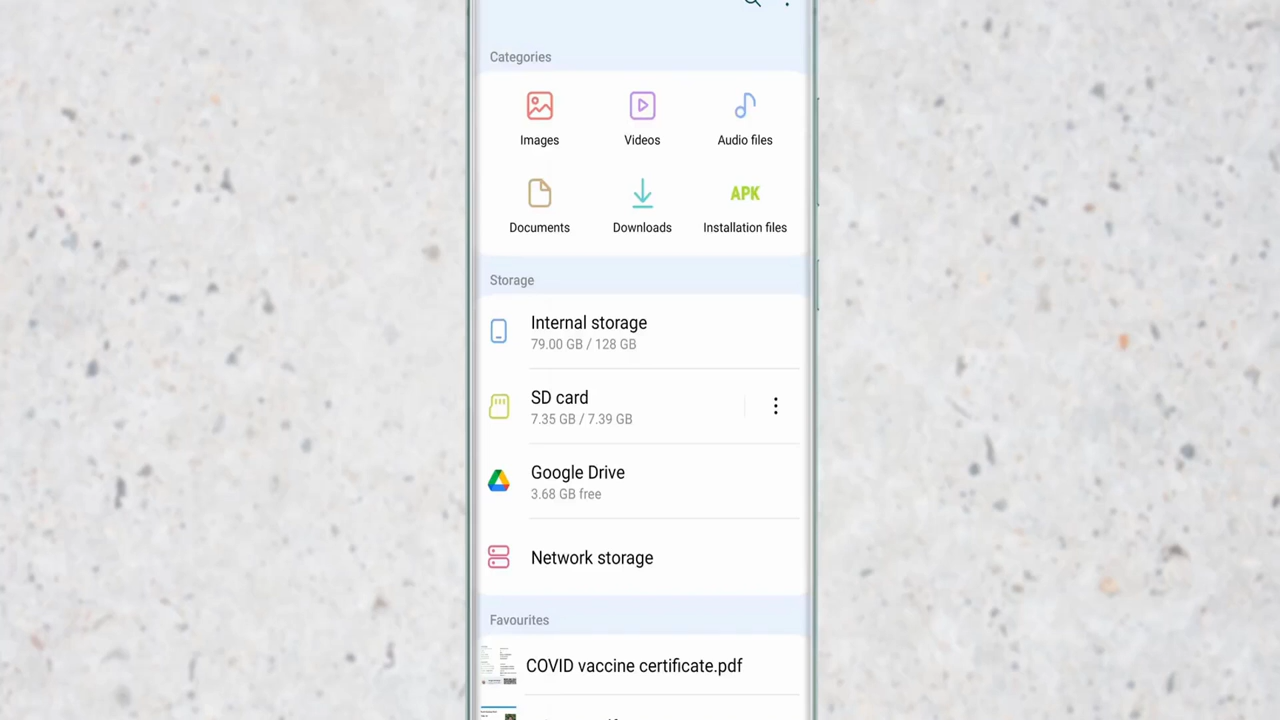 Categories
Images
Videos
Audio files
Documents
Downloads
APK
Installation files
Storage
Internal storage
79.00 GB / 128 GB
SD card
7.35 GB / 7.39 GB
Google Drive
3.68 GB free
Network storage
Favourites
COVID vaccine certificate.pdf